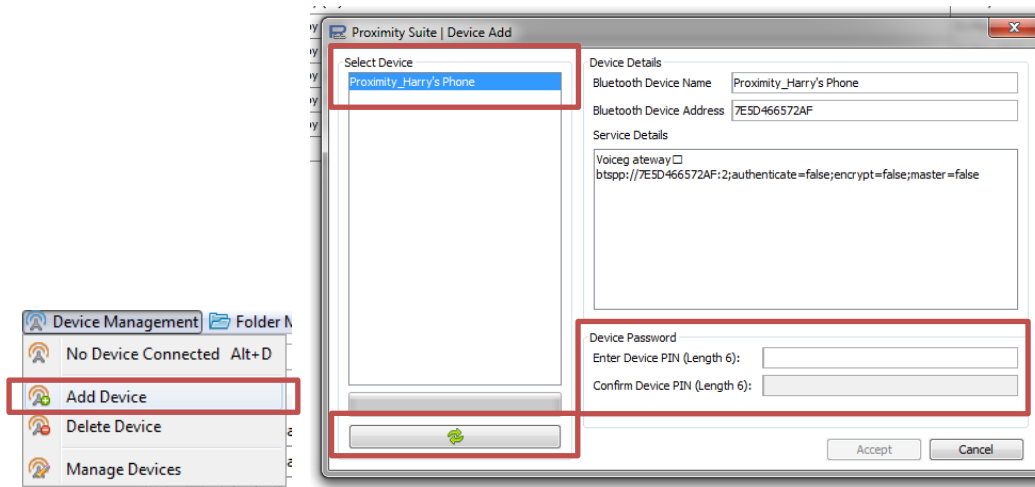 Proximity Suite | Device Add
Select Device
Proximity_Harry's Phone
Device Details
Bluetooth Device Name Proximity_Harry's Phone
Bluetooth Device Address 7E5D466572AF
Service Details
Voiceg ateway□
btspp://7E5D466572AF:2;authenticate=false;encrypt=false;master=false
Device Password
Enter Device PIN (Length 6):
Confirm Device PIN (Length 6):
Accept Cancel
Device Management Folder
No Device Connected Alt+D
Add Device
Delete Device
Manage Devices